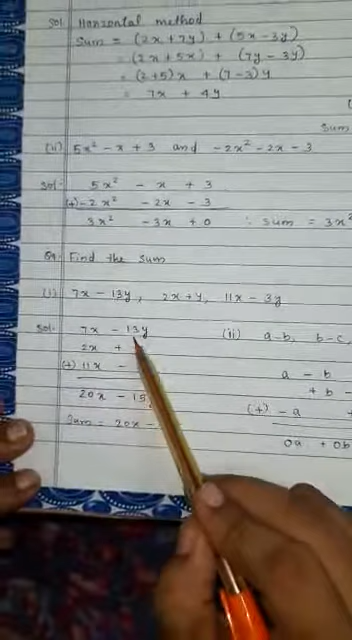 Sol. Horizontal method
Sum = (2x + 7y) + (5x - 3y)
= (2x + 5x) + (7y - 3y)
= (2+5)x + (7-3)y
= 7x + 4y
Sum
(ii) 5x² - x + 3 and -2x² - 2x - 3
Sol. 5x² - x + 3
(+) -2x² - 2x - 3
3x² - 3x + 0 ∴ Sum = 3x²
Find the sum
(i) 7x - 13y, 2x + y, 11x - 3y
Sol. 7x - 13y
2x +
(+) 11x -
20x - 15
Sum = 20x -
(ii) a-b, b-c,
a - b
+ b -
(+) - a +
0a + 0b